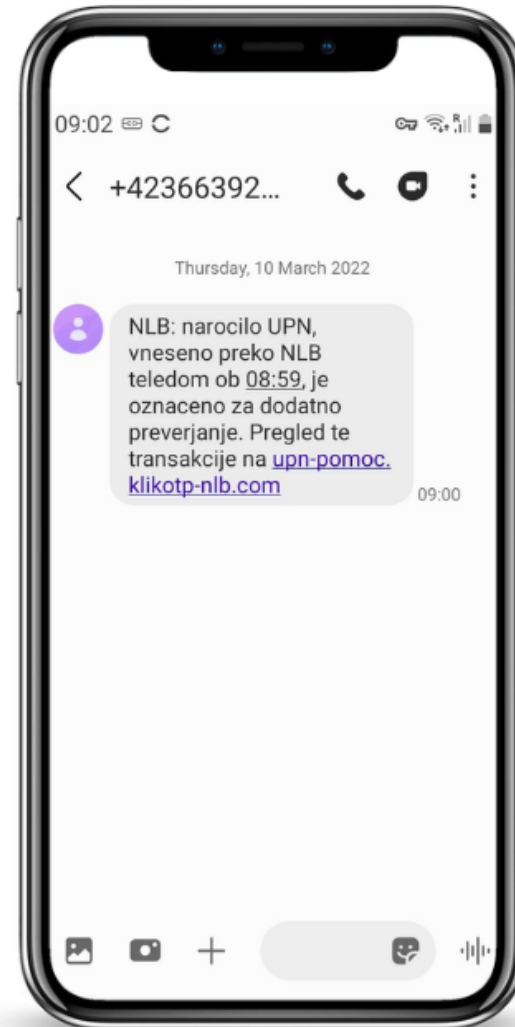 09:02
+42366392...
Thursday, 10 March 2022
NLB: narocilo UPN,
vneseno preko NLB
teledom ob 08:59, je
oznaceno za dodatno
preverjanje. Pregled te
transakcije na upn-pomoc.
klikotp-nlb.com
09:00